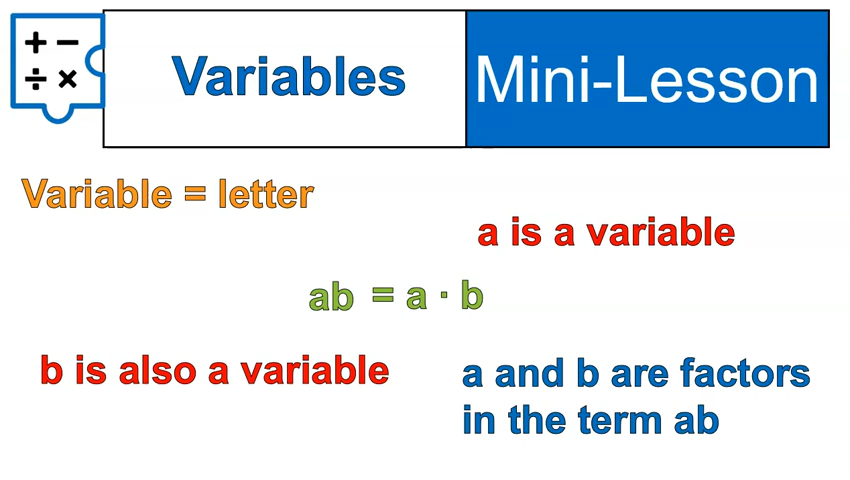 + −
÷ ×
Variables
Mini-Lesson
Variable = letter
a is a variable
ab = a · b
b is also a variable
a and b are factors
in the term ab